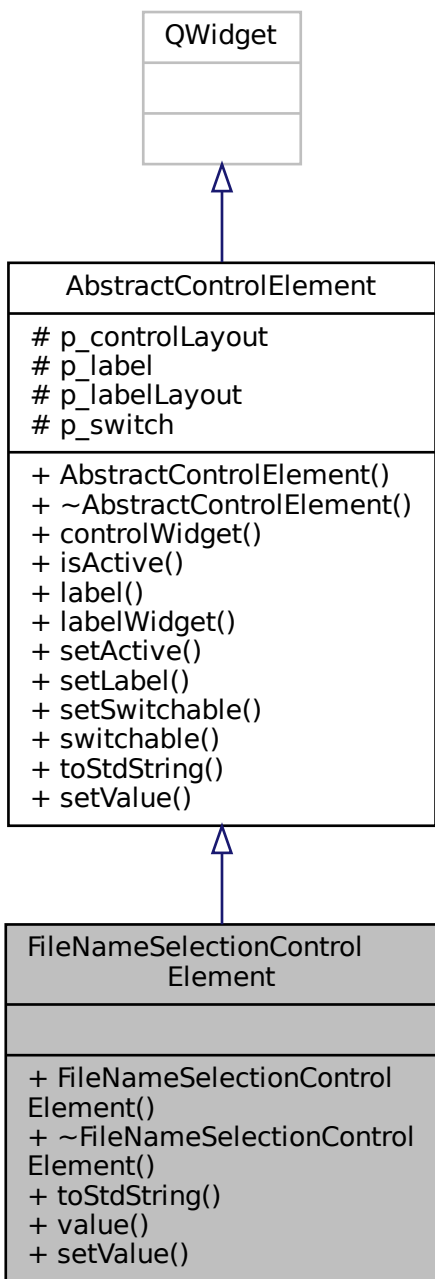 QWidget
AbstractControlElement
# p_controlLayout
# p_label
# p_labelLayout
# p_switch
+ AbstractControlElement()
+ ~AbstractControlElement()
+ controlWidget()
+ isActive()
+ label()
+ labelWidget()
+ setActive()
+ setLabel()
+ setSwitchable()
+ switchable()
+ toStdString()
+ setValue()
FileNameSelectionControl
Element
+ FileNameSelectionControl
Element()
+ ~FileNameSelectionControl
Element()
+ toStdString()
+ value()
+ setValue()